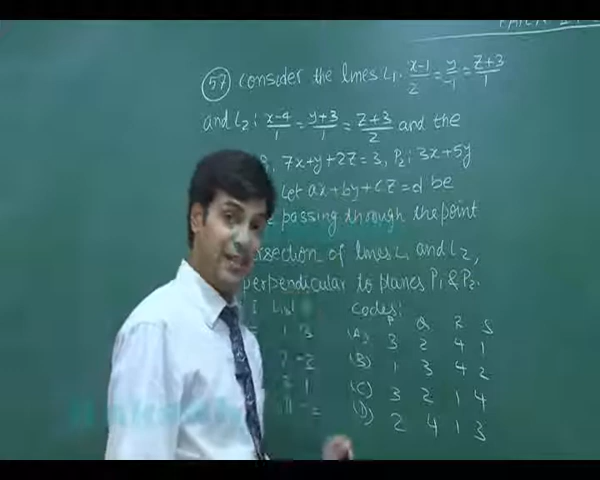 (57) Consider the lines L1: (x-1)/2 = y/-1 = (z+3)/1
and L2: (x-4)/1 = (y+3)/1 = (z+3)/2 and the
7x+y+2z=3, P2: 3x+5y
Let ax+by+cz=d be
passing through the point
of lines L1 and L2,
perpendicular to planes P1 & P2.
codes:
P Q R S
(A) 3 2 4 1
(B) 1 3 4 2
(C) 3 2 1 4
(D) 2 4 1 3